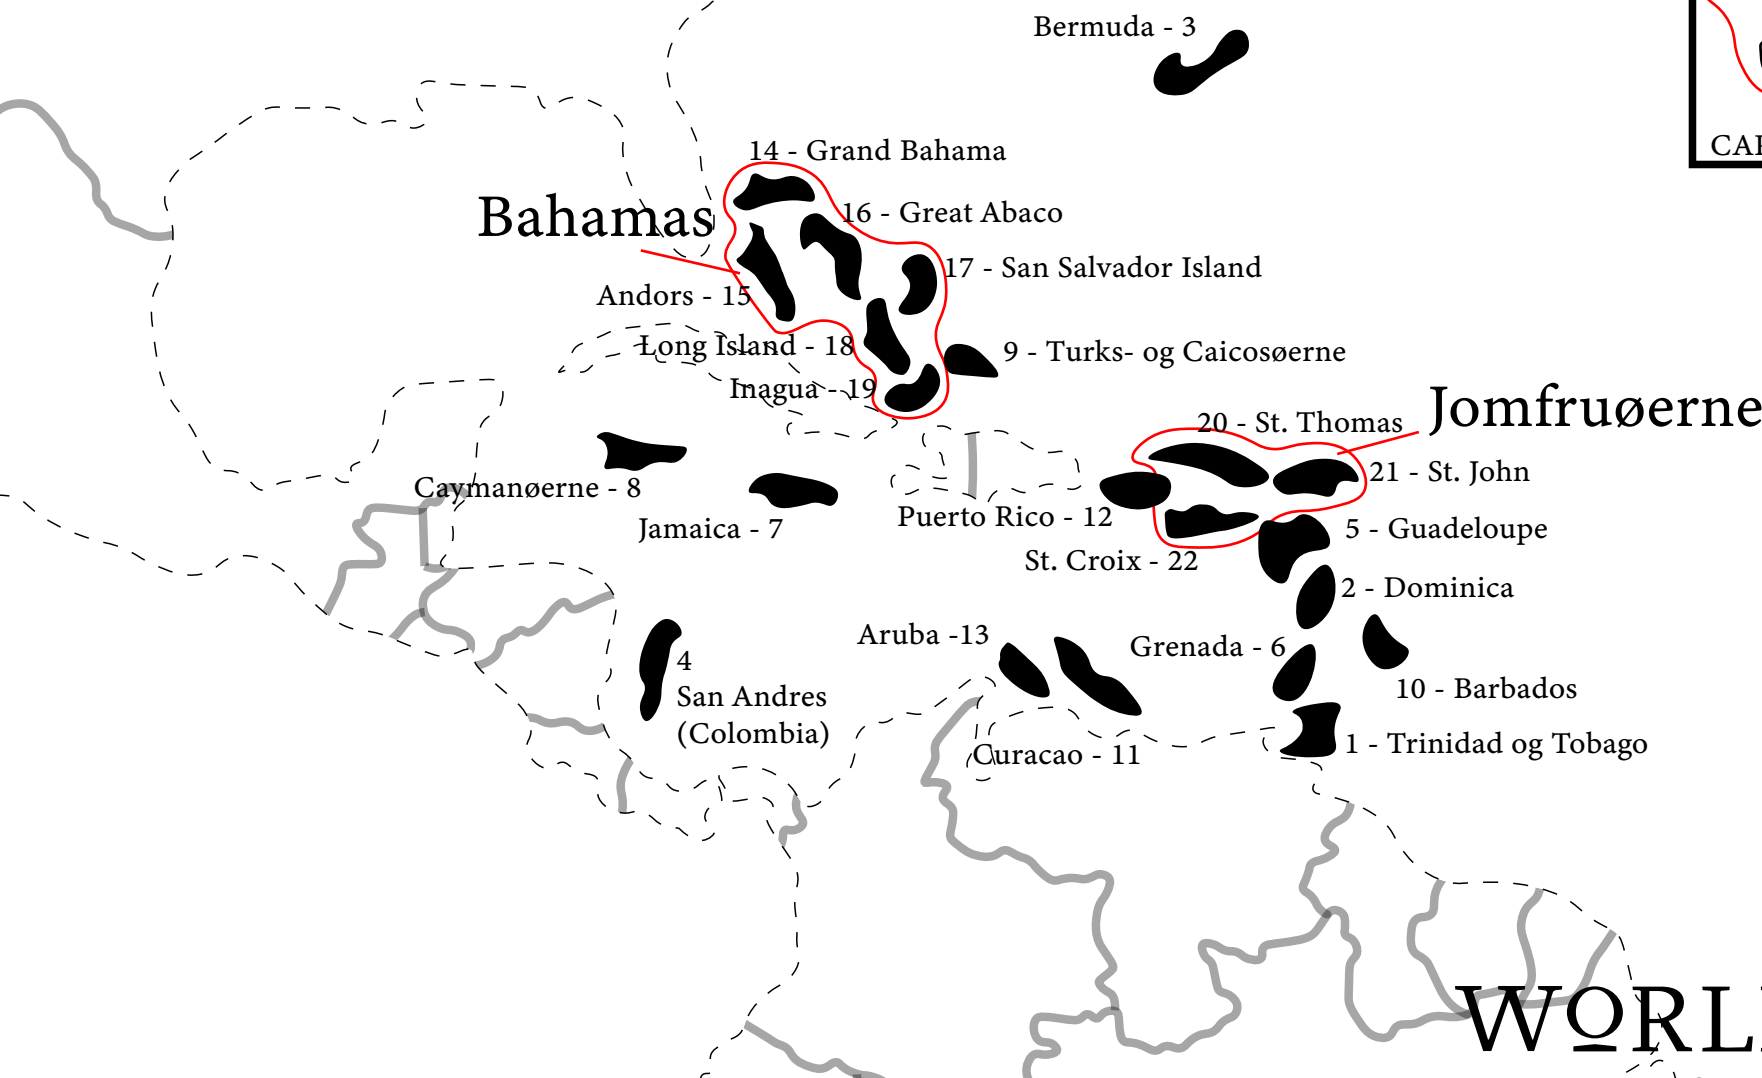 Bermuda - 3
CAR
14 - Grand Bahama
Bahamas
16 - Great Abaco
17 - San Salvador Island
Andors - 15
Long Island - 18
9 - Turks- og Caicosøerne
Inagua - 19
Jomfruøerne
20 - St. Thomas
21 - St. John
Caymanøerne - 8
Jamaica - 7
Puerto Rico - 12
5 - Guadeloupe
St. Croix - 22
2 - Dominica
Aruba -13
Grenada - 6
4
San Andres
(Colombia)
10 - Barbados
Curacao - 11
1 - Trinidad og Tobago
WORL